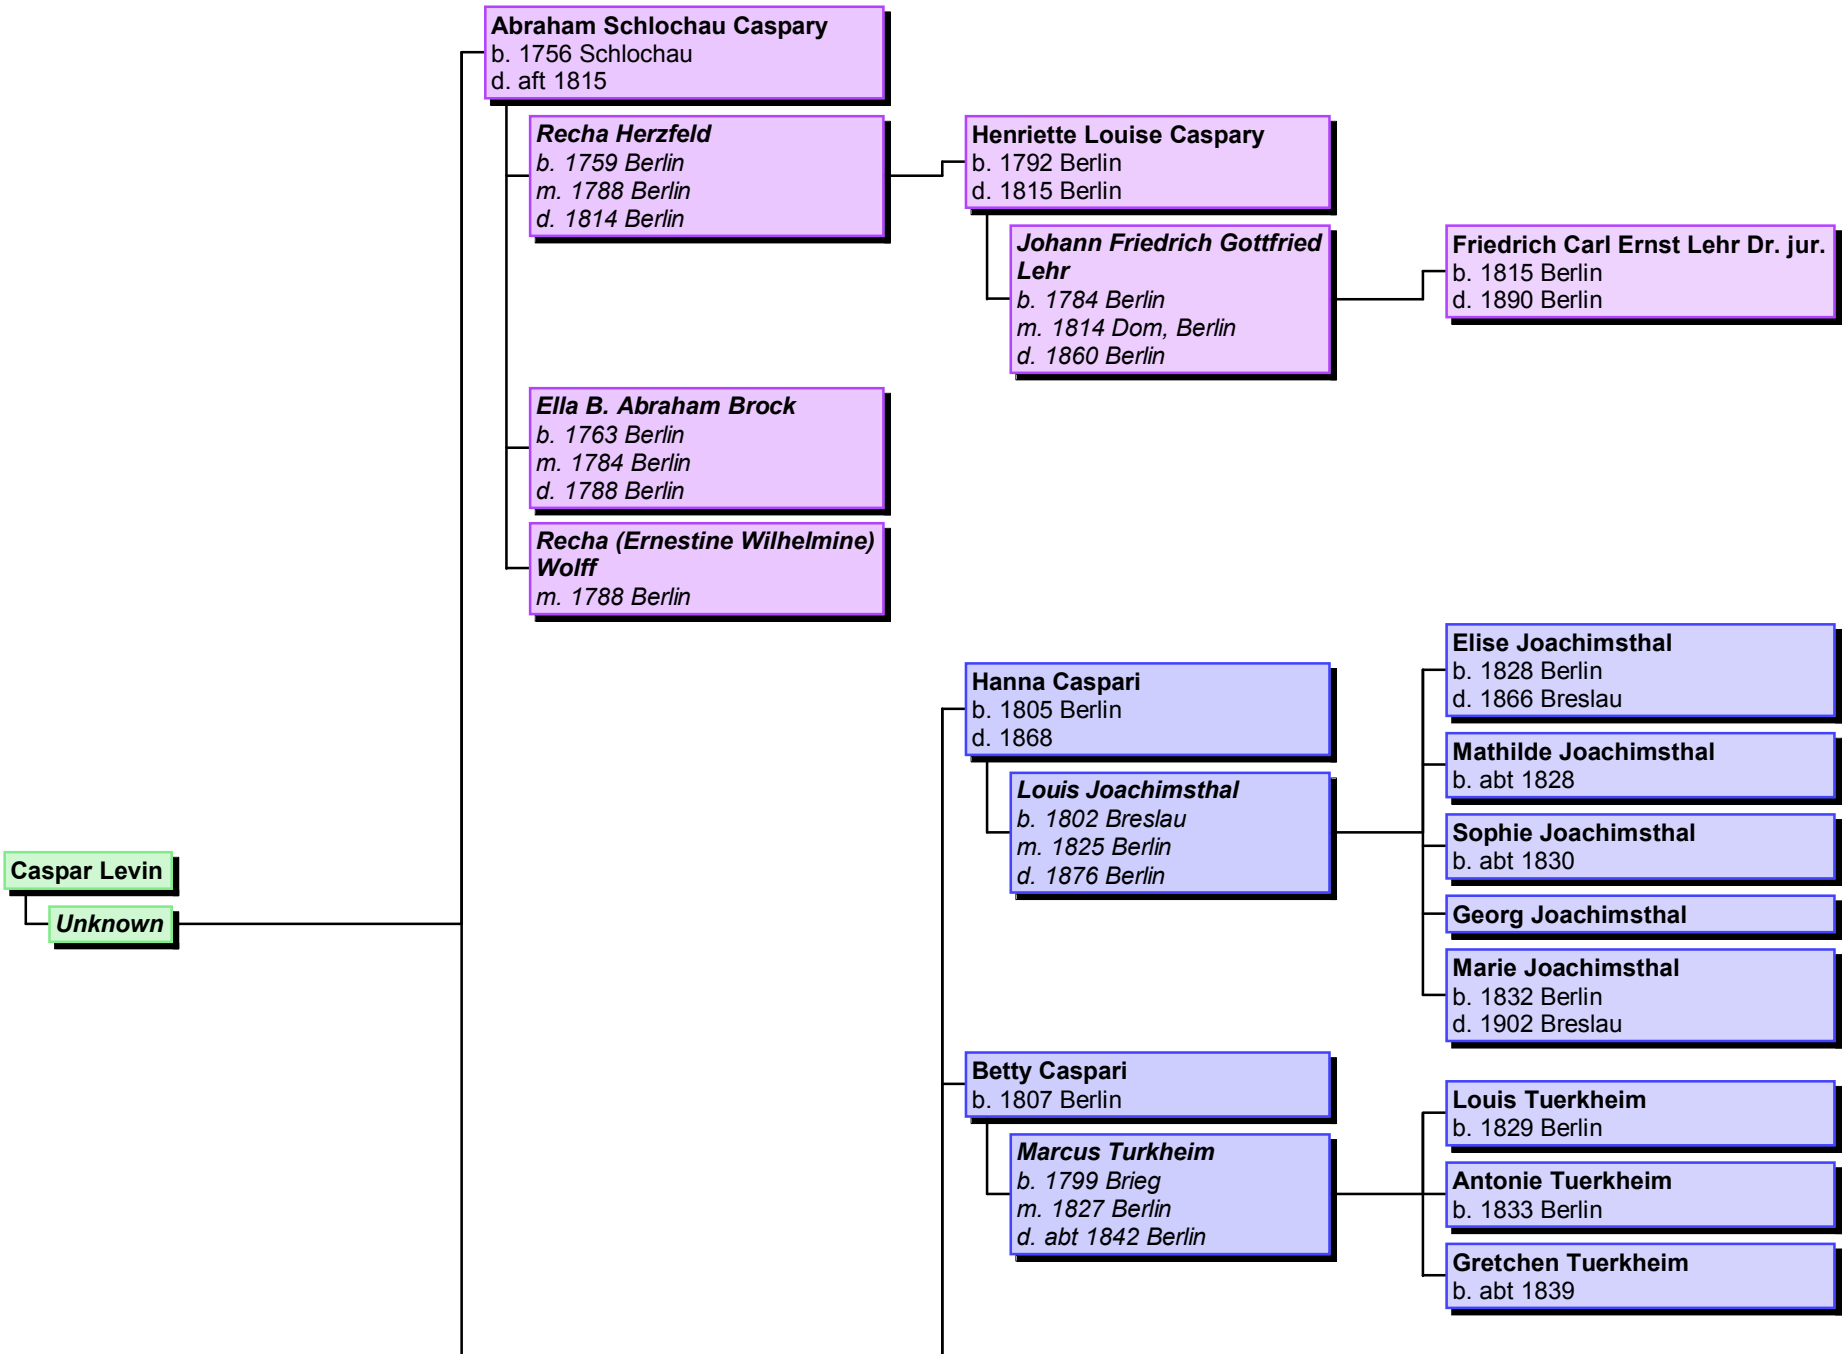 Abraham Schlochau Caspary
b. 1756 Schlochau
d. aft 1815
Recha Herzfeld
b. 1759 Berlin
m. 1788 Berlin
d. 1814 Berlin
Henriette Louise Caspary
b. 1792 Berlin
d. 1815 Berlin
Johann Friedrich Gottfried
Lehr
b. 1784 Berlin
m. 1814 Dom, Berlin
d. 1860 Berlin
Friedrich Carl Ernst Lehr Dr. jur.
b. 1815 Berlin
d. 1890 Berlin
Ella B. Abraham Brock
b. 1763 Berlin
m. 1784 Berlin
d. 1788 Berlin
Recha (Ernestine Wilhelmine)
Wolff
m. 1788 Berlin
Hanna Caspari
b. 1805 Berlin
d. 1868
Louis Joachimsthal
b. 1802 Breslau
m. 1825 Berlin
d. 1876 Berlin
Elise Joachimsthal
b. 1828 Berlin
d. 1866 Breslau
Mathilde Joachimsthal
b. abt 1828
Sophie Joachimsthal
b. abt 1830
Georg Joachimsthal
Marie Joachimsthal
b. 1832 Berlin
d. 1902 Breslau
Caspar Levin
Unknown
Betty Caspari
b. 1807 Berlin
Marcus Turkheim
b. 1799 Brieg
m. 1827 Berlin
d. abt 1842 Berlin
Louis Tuerkheim
b. 1829 Berlin
Antonie Tuerkheim
b. 1833 Berlin
Gretchen Tuerkheim
b. abt 1839